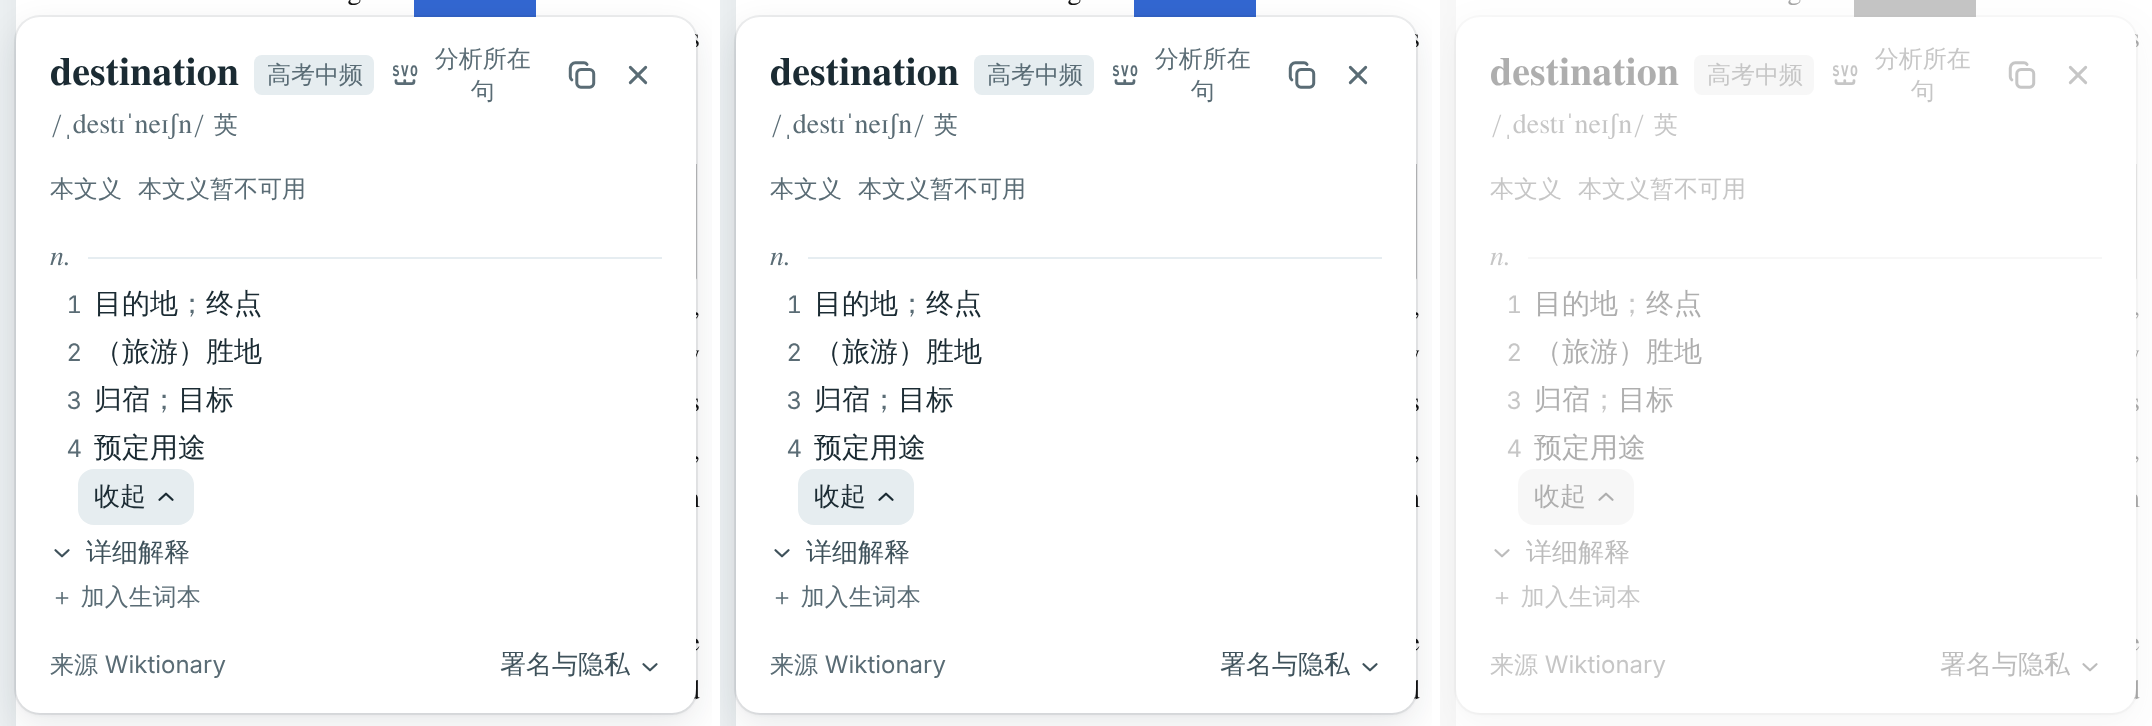 destination 高考中频 SVO 分析所在句
/ˌdestɪˈneɪʃn/ 英
本文义 本文义暂不可用
n.
1 目的地；终点
2 （旅游）胜地
3 归宿；目标
4 预定用途
收起
详细解释
+ 加入生词本
来源 Wiktionary 署名与隐私
destination 高考中频 SVO 分析所在句
/ˌdestɪˈneɪʃn/ 英
本文义 本文义暂不可用
n.
1 目的地；终点
2 （旅游）胜地
3 归宿；目标
4 预定用途
收起
详细解释
+ 加入生词本
来源 Wiktionary 署名与隐私
destination 高考中频 SVO 分析所在句
/ˌdestɪˈneɪʃn/ 英
本文义 本文义暂不可用
n.
1 目的地；终点
2 （旅游）胜地
3 归宿；目标
4 预定用途
收起
详细解释
+ 加入生词本
来源 Wiktionary 署名与隐私